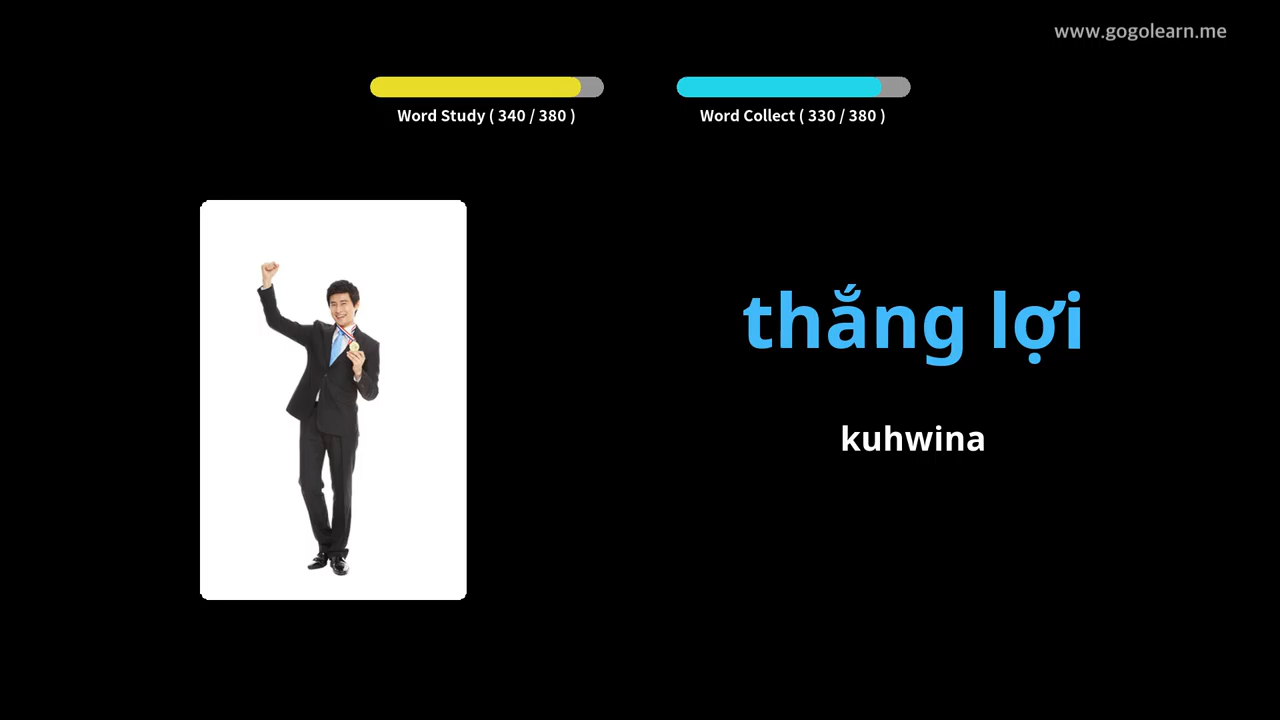 www.gogolearn.me
Word Study ( 340 / 380 )
Word Collect ( 330 / 380 )
thắng lợi
kuhwina